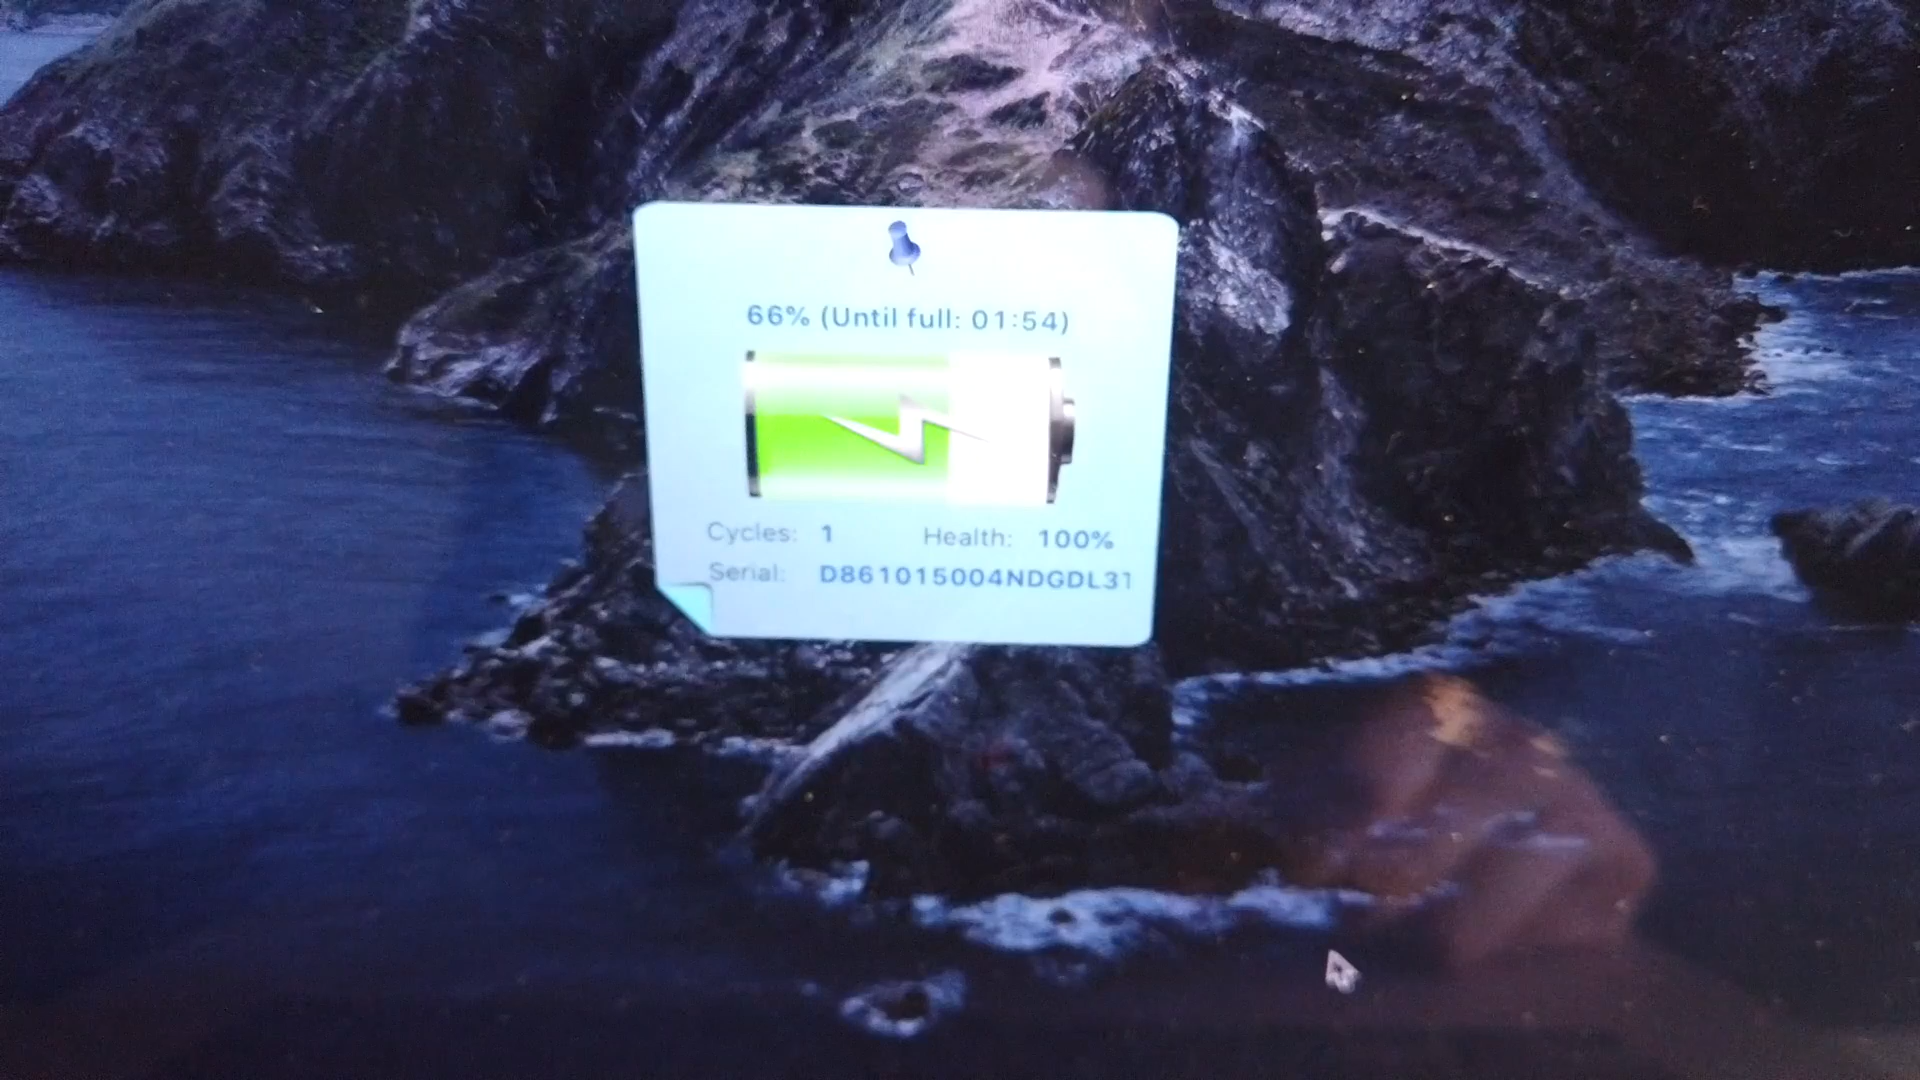 66% (Until full: 01:54)
Cycles: 1 Health: 100%
Serial: D861015004NDGDL31